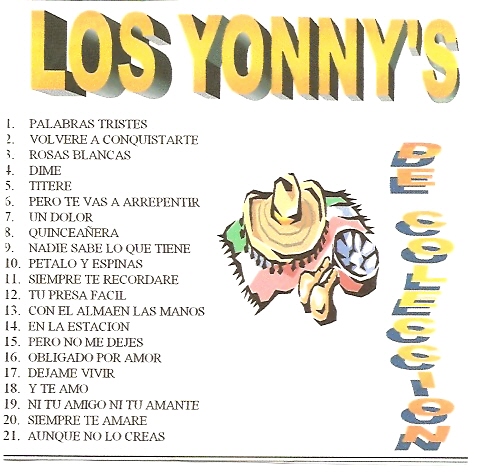 LOS YONNY'S
1. PALABRAS TRISTES
2. VOLVERE A CONQUISTARTE
3. ROSAS BLANCAS
4. DIME
5. TITERE
6. PERO TE VAS A ARREPENTIR
7. UN DOLOR
8. QUINCEAÑERA
9. NADIE SABE LO QUE TIENE
10. PETALO Y ESPINAS
11. SIEMPRE TE RECORDARE
12. TU PRESA FACIL
13. CON EL ALMAEN LAS MANOS
14. EN LA ESTACION
15. PERO NO ME DEJES
16. OBLIGADO POR AMOR
17. DEJAME VIVIR
18. Y TE AMO
19. NI TU AMIGO NI TU AMANTE
20. SIEMPRE TE AMARE
21. AUNQUE NO LO CREAS
DE COLECCION